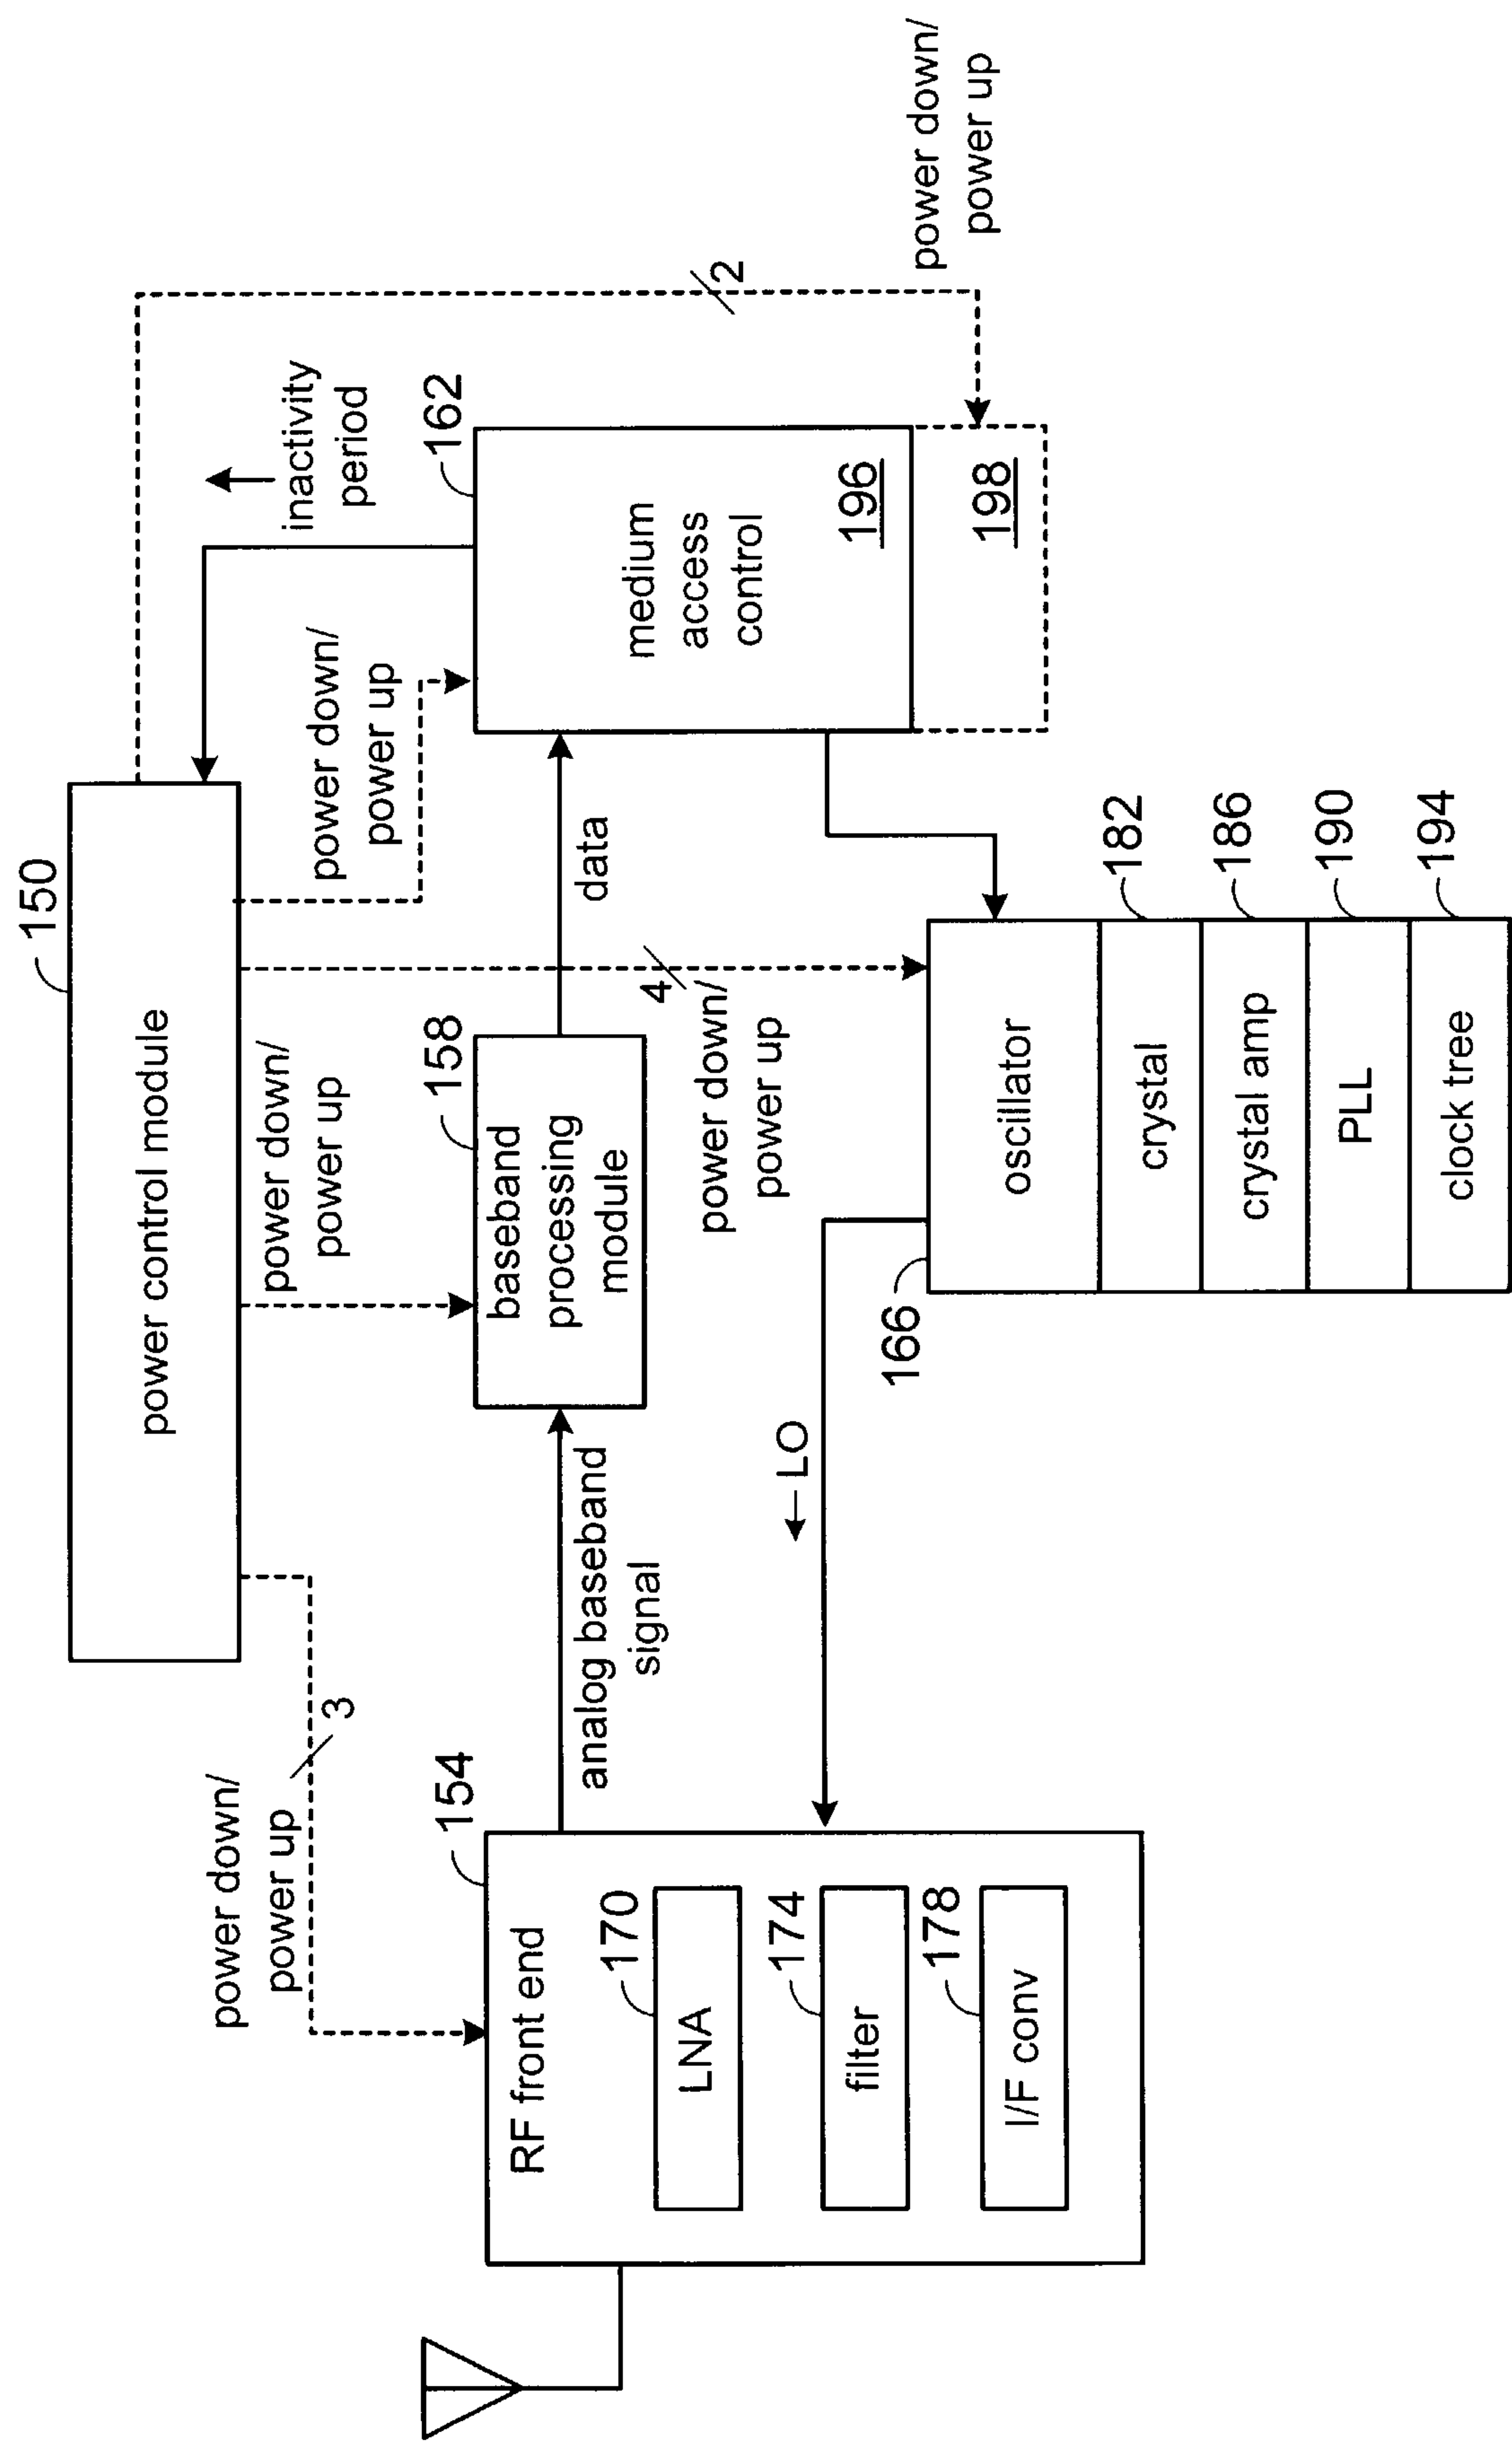 150
power control module
power down/
power up
3
power down/
power up
power down/
power up
inactivity
period
2
power down/
power up
154
RF front end
170
LNA
174
filter
178
I/F conv
analog baseband
signal
158
baseband
processing
module
data
4
power down/
power up
162
medium
access
control
196
198
← LO
166
oscillator
crystal
182
crystal amp
186
PLL
190
clock tree
194